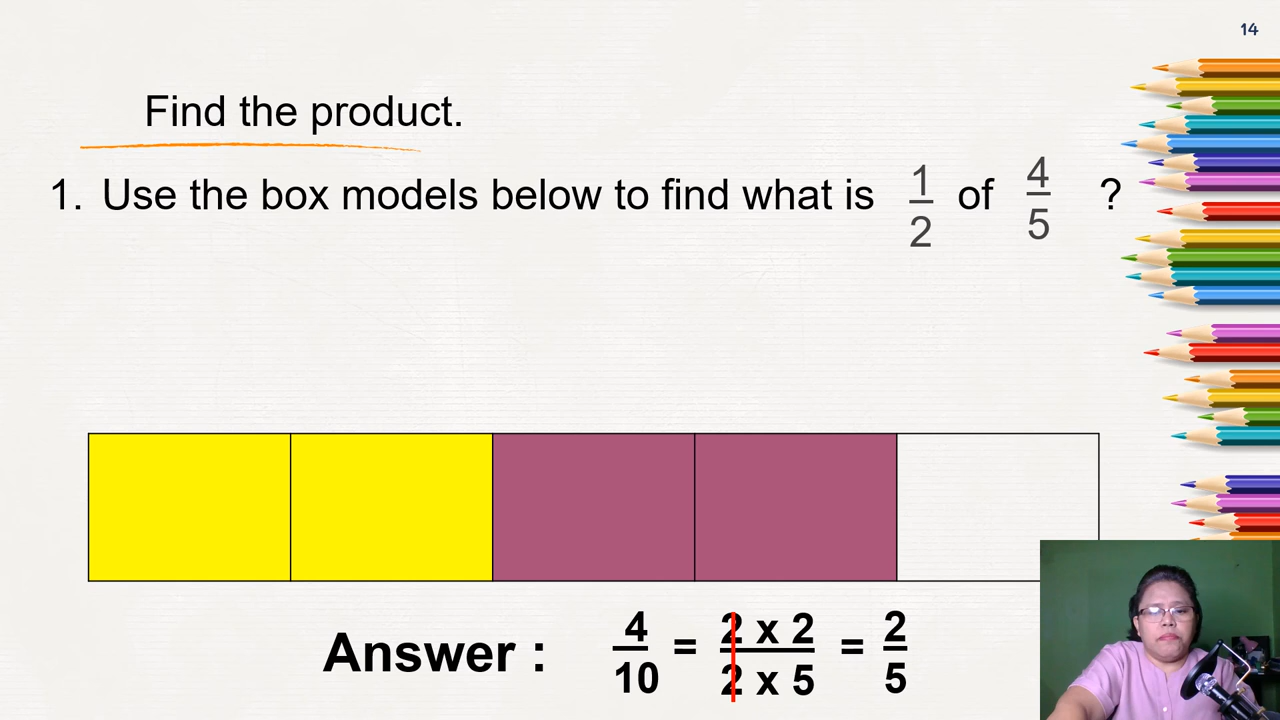 14
Find the product.
1. Use the box models below to find what is 1/2 of 4/5 ?
Answer : 4/10 = 2 x 2/2 x 5 = 2/5